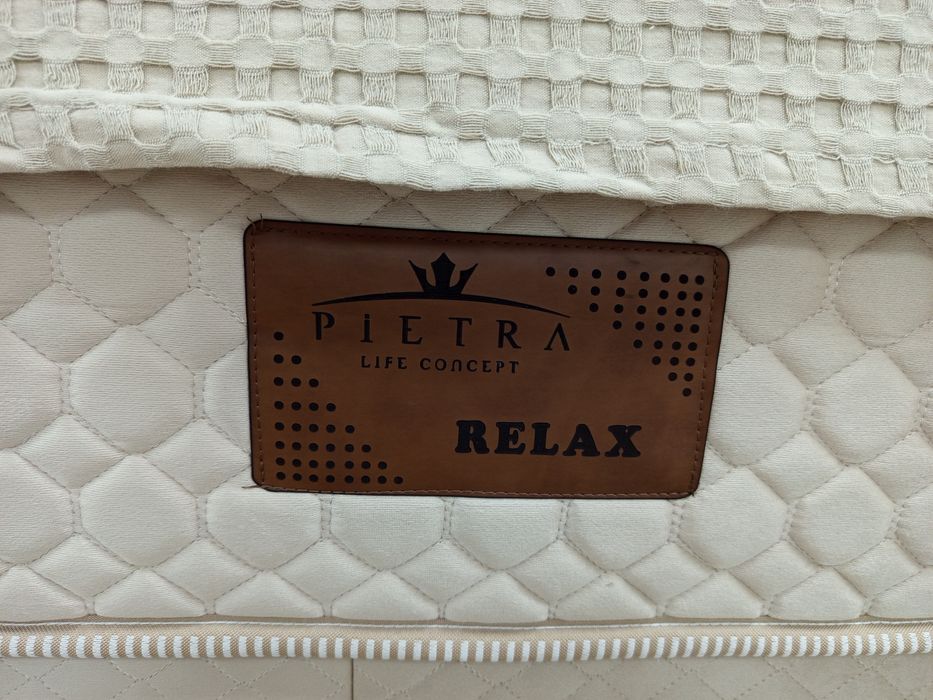 PiETRA
LIFE CONCEPT
RELAX